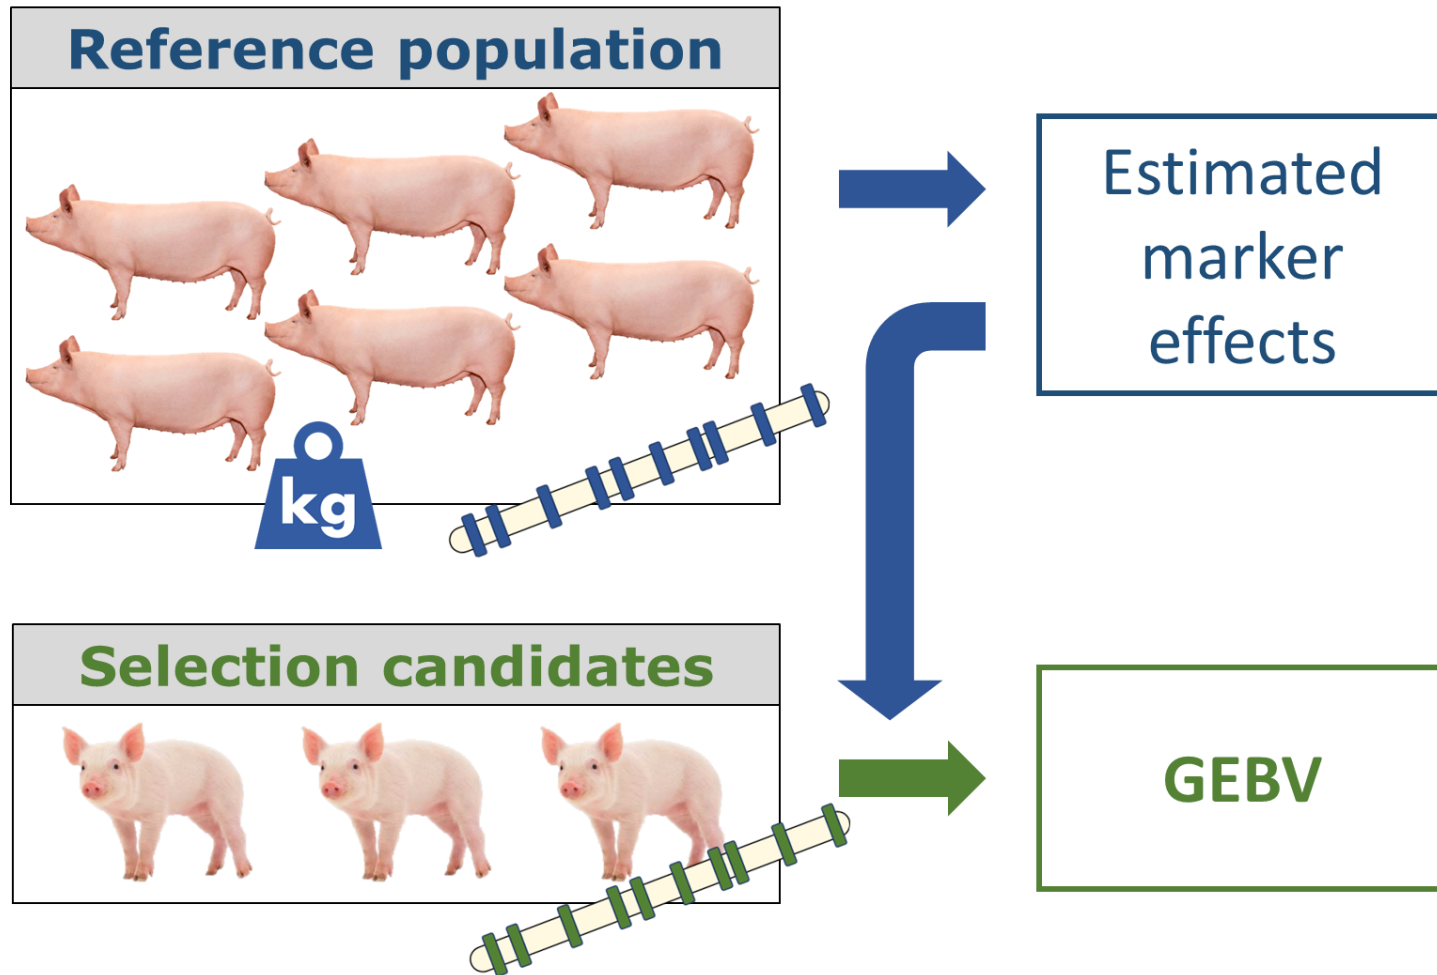 Reference population
Estimated
marker
effects
kg
Selection candidates
GEBV